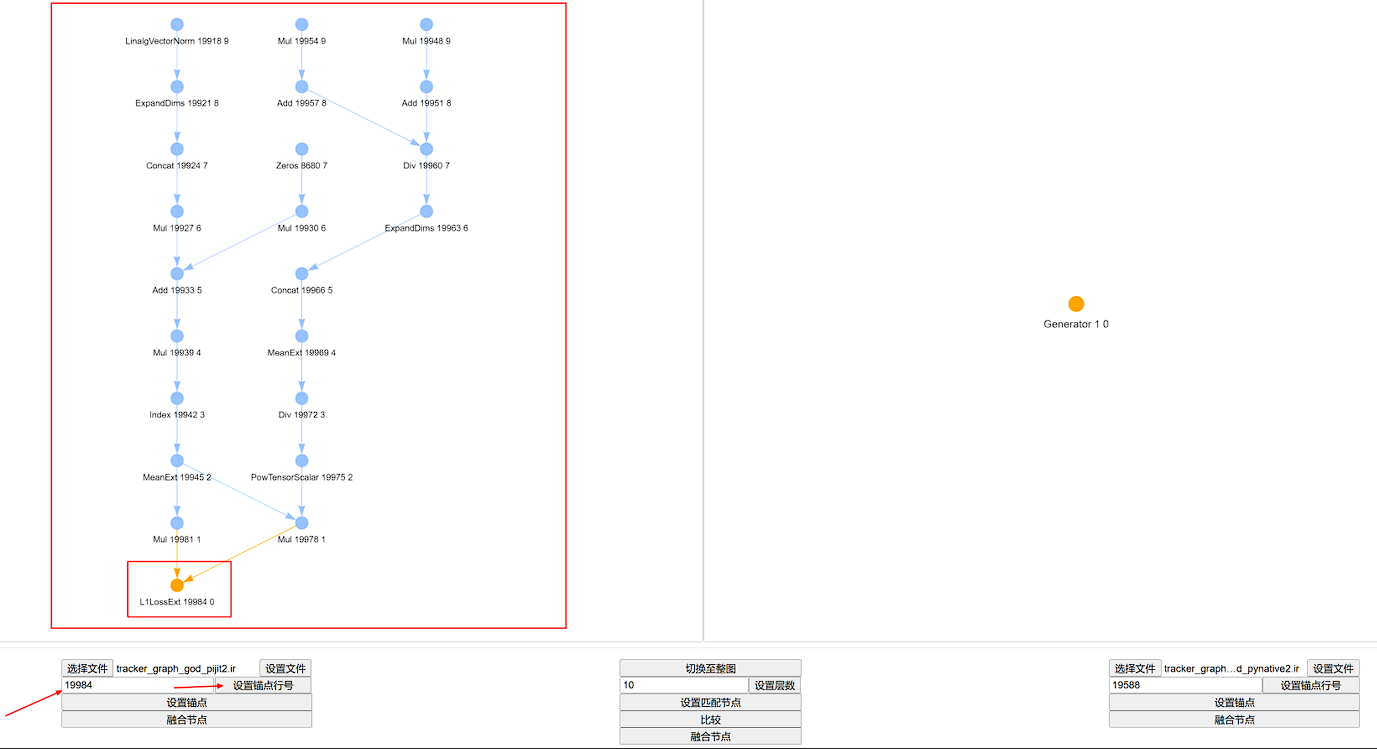 LinalgVectorNorm 19918 9
Mul 19954 9
Mul 19948 9
ExpandDims 19921 8
Add 19957 8
Add 19951 8
Concat 19924 7
Zeros 8680 7
Div 19960 7
Mul 19927 6
Mul 19930 6
ExpandDims 19963 6
Add 19933 5
Concat 19966 5
Mul 19939 4
MeanExt 19969 4
Index 19942 3
Div 19972 3
MeanExt 19945 2
PowTensorScalar 19975 2
Mul 19981 1
Mul 19978 1
L1LossExt 19984 0
Generator 1 0
选择文件 tracker_graph_god_pijit2.ir 设置文件
19984 设置锚点行号
设置锚点
融合节点
切换至整图
10 设置层数
设置匹配节点
比较
融合节点
选择文件 tracker_graph...d_pynative2.ir 设置文件
19588 设置锚点行号
设置锚点
融合节点